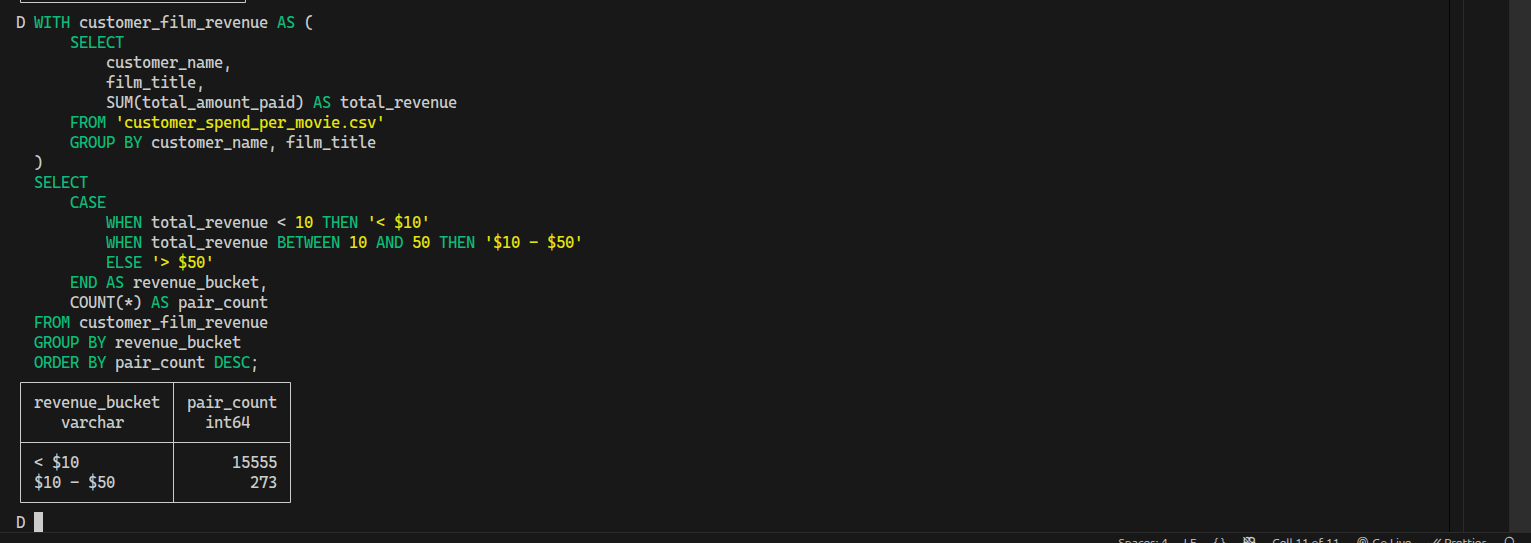 D WITH customer_film_revenue AS (
SELECT
customer_name,
film_title,
SUM(total_amount_paid) AS total_revenue
FROM 'customer_spend_per_movie.csv'
GROUP BY customer_name, film_title
)
SELECT
CASE
WHEN total_revenue < 10 THEN '< $10'
WHEN total_revenue BETWEEN 10 AND 50 THEN '$10 - $50'
ELSE '> $50'
END AS revenue_bucket,
COUNT(*) AS pair_count
FROM customer_film_revenue
GROUP BY revenue_bucket
ORDER BY pair_count DESC;
revenue_bucket pair_count
varchar int64
< $10 15555
$10 - $50 273
D
Spaces: 4 LF {} Cell 11 of 11 Go Live Prettier